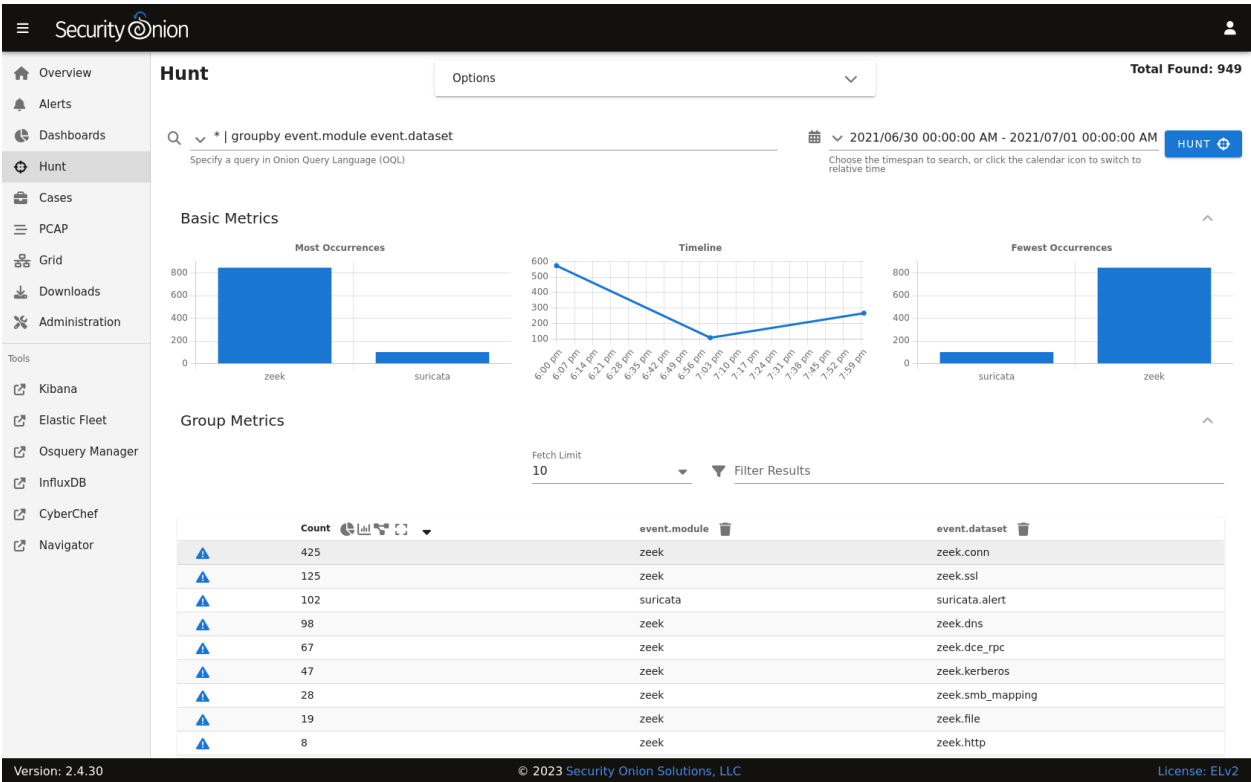 Security Onion
Overview
Alerts
Dashboards
Hunt
Cases
PCAP
Grid
Downloads
Administration
Tools
Kibana
Elastic Fleet
Osquery Manager
InfluxDB
CyberChef
Navigator
Hunt
Options
Total Found: 949
* | groupby event.module event.dataset
Specify a query in Onion Query Language (OQL)
2021/06/30 00:00:00 AM - 2021/07/01 00:00:00 AM
Choose the timespan to search, or click the calendar icon to switch to
relative time
HUNT
Basic Metrics
Most Occurrences
800
600
400
200
0
zeek suricata
Timeline
600
500
400
300
200
100
6:00 pm 6:07 pm 6:14 pm 6:21 pm 6:28 pm 6:35 pm 6:42 pm 6:49 pm 6:56 pm 7:03 pm 7:10 pm 7:17 pm 7:24 pm 7:31 pm 7:38 pm 7:45 pm 7:52 pm 7:59 pm
Fewest Occurrences
800
600
400
200
0
suricata zeek
Group Metrics
Fetch Limit
10
Filter Results
Count event.module event.dataset
425 zeek zeek.conn
125 zeek zeek.ssl
102 suricata suricata.alert
98 zeek zeek.dns
67 zeek zeek.dce_rpc
47 zeek zeek.kerberos
28 zeek zeek.smb_mapping
19 zeek zeek.file
8 zeek zeek.http
Version: 2.4.30
© 2023 Security Onion Solutions, LLC
License: ELv2